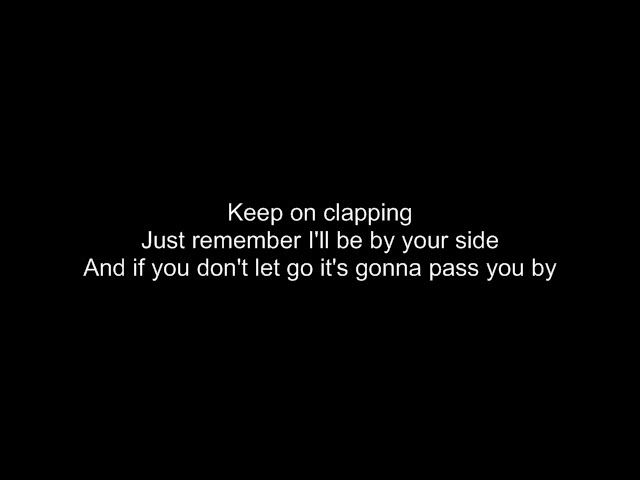 Keep on clapping
Just remember I'll be by your side
And if you don't let go it's gonna pass you by